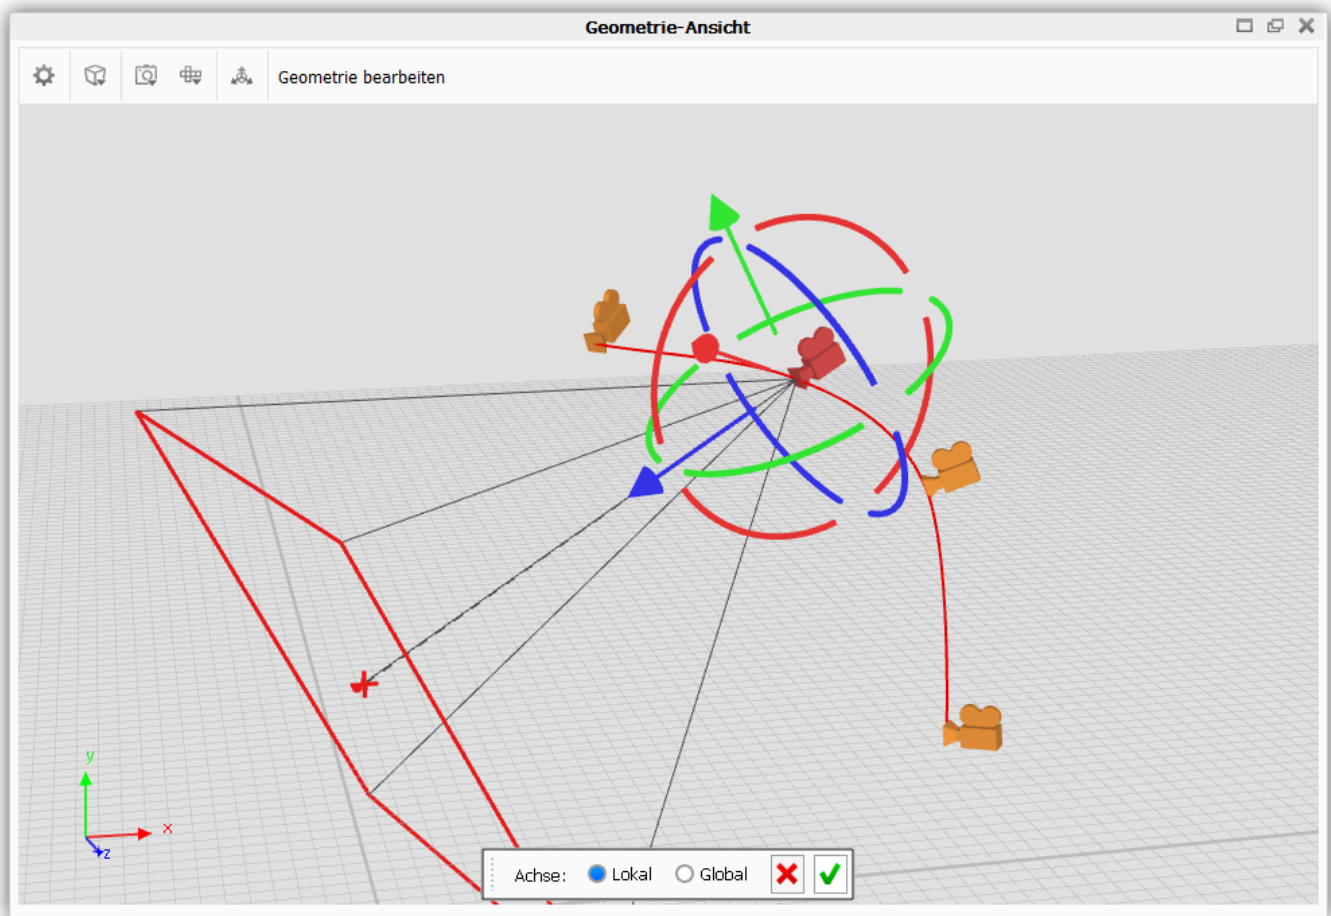 Geometrie-Ansicht
Geometrie bearbeiten
y
x
z
Achse: Lokal Global